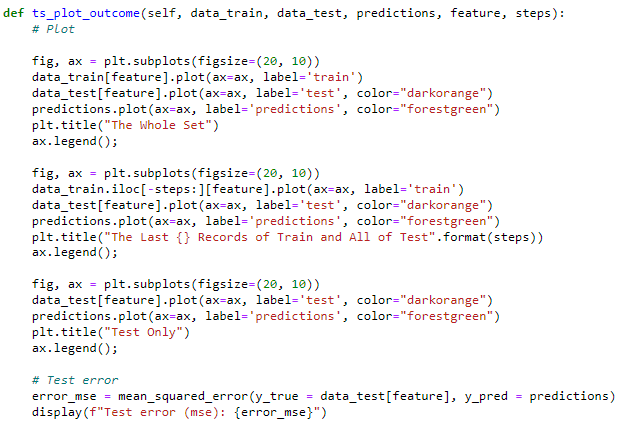 def ts_plot_outcome(self, data_train, data_test, predictions, feature, steps):
    # Plot

    fig, ax = plt.subplots(figsize=(20, 10))
    data_train[feature].plot(ax=ax, label='train')
    data_test[feature].plot(ax=ax, label='test', color="darkorange")
    predictions.plot(ax=ax, label='predictions', color="forestgreen")
    plt.title("The Whole Set")
    ax.legend();

    fig, ax = plt.subplots(figsize=(20, 10))
    data_train.iloc[-steps:][feature].plot(ax=ax, label='train')
    data_test[feature].plot(ax=ax, label='test', color="darkorange")
    predictions.plot(ax=ax, label='predictions', color="forestgreen")
    plt.title("The Last {} Records of Train and All of Test".format(steps))
    ax.legend();

    fig, ax = plt.subplots(figsize=(20, 10))
    data_test[feature].plot(ax=ax, label='test', color="darkorange")
    predictions.plot(ax=ax, label='predictions', color="forestgreen")
    plt.title("Test Only")
    ax.legend();

    # Test error
    error_mse = mean_squared_error(y_true = data_test[feature], y_pred = predictions)
    display(f"Test error (mse): {error_mse}")